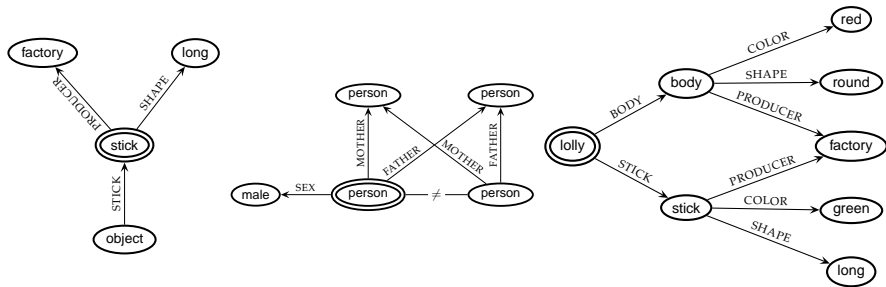 factory
long
PRODUCER
SHAPE
stick
STICK
object
person
person
MOTHER
FATHER
MOTHER
FATHER
male
SEX
person
≠
person
lolly
BODY
STICK
body
COLOR
red
SHAPE
round
PRODUCER
factory
stick
PRODUCER
COLOR
green
SHAPE
long